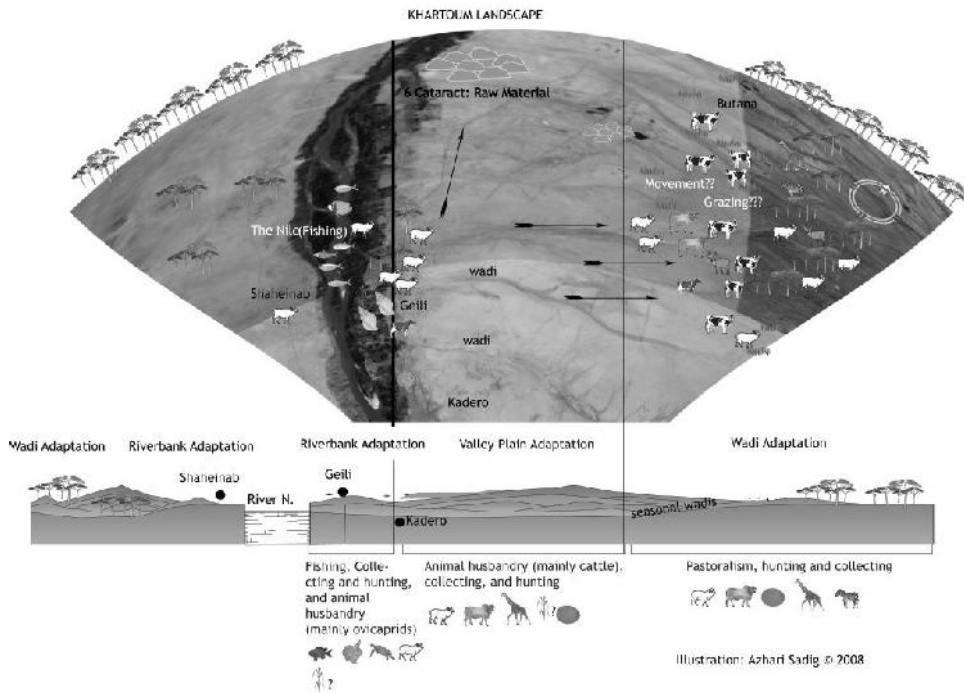 KHARTOUM LANDSCAPE
6 Cataract: Raw Material
Butana
Movement??
Grazing???
The Nile(Fishing)
wadi
Shaheinab
Geili
wadi
Kadero
Wadi Adaptation
Riverbank Adaptation
Riverbank Adaptation
Valley Plain Adaptation
Wadi Adaptation
Shaheinab
Geili
River N.
Kadero
seasonal wadis
Fishing, Colle-
cting and hunting,
and animal
husbandry
(mainly ovicaprids)
?
Animal husbandry (mainly cattle),
collecting, and hunting
?
Pastoralism, hunting and collecting
Illustration: Azhari Sadig © 2008